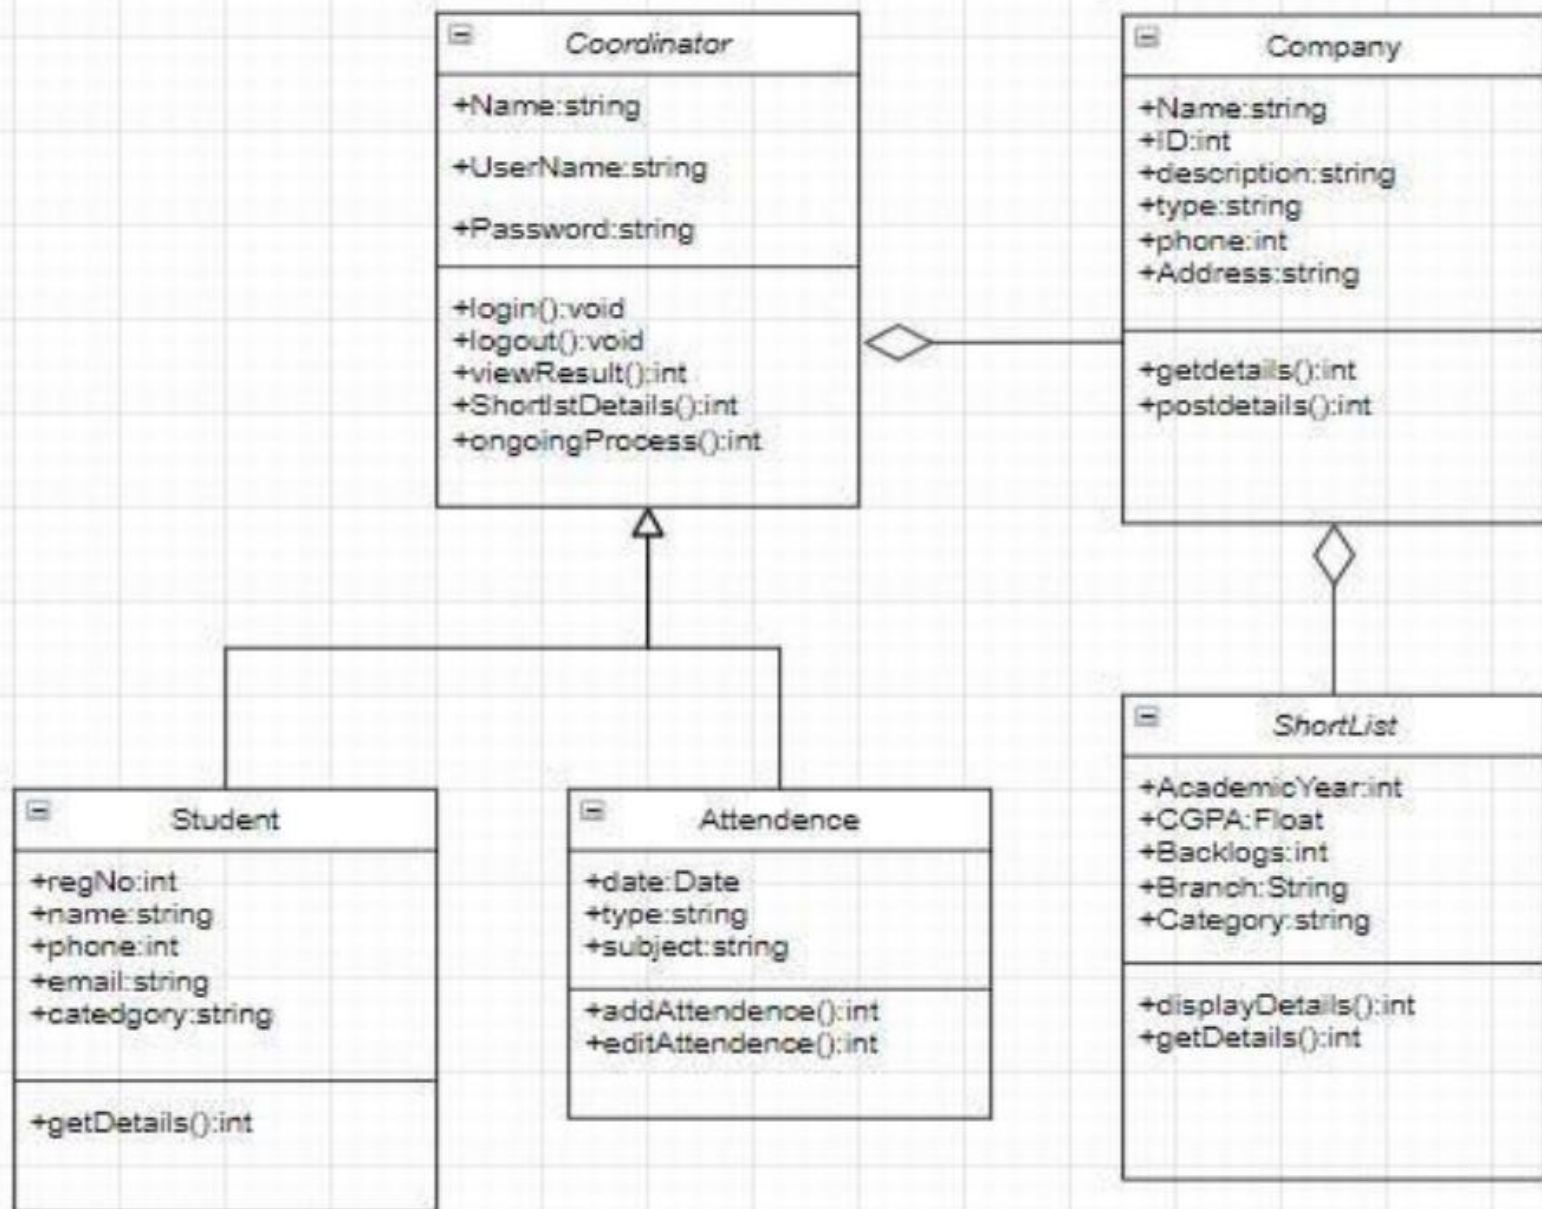 Coordinator
+Name:string
+UserName:string
+Password:string
+login():void
+logout():void
+viewResult():int
+ShortlstDetails():int
+ongoingProcess():int
Company
+Name:string
+ID:int
+description:string
+type:string
+phone:int
+Address:string
+getdetails():int
+postdetails():int
Student
+regNo:int
+name:string
+phone:int
+email:string
+catedgory:string
+getDetails():int
Attendence
+date:Date
+type:string
+subject:string
+addAttendence():int
+editAttendence():int
ShortList
+AcademicYear:int
+CGPA:Float
+Backlogs:int
+Branch:String
+Category:string
+displayDetails():int
+getDetails():int